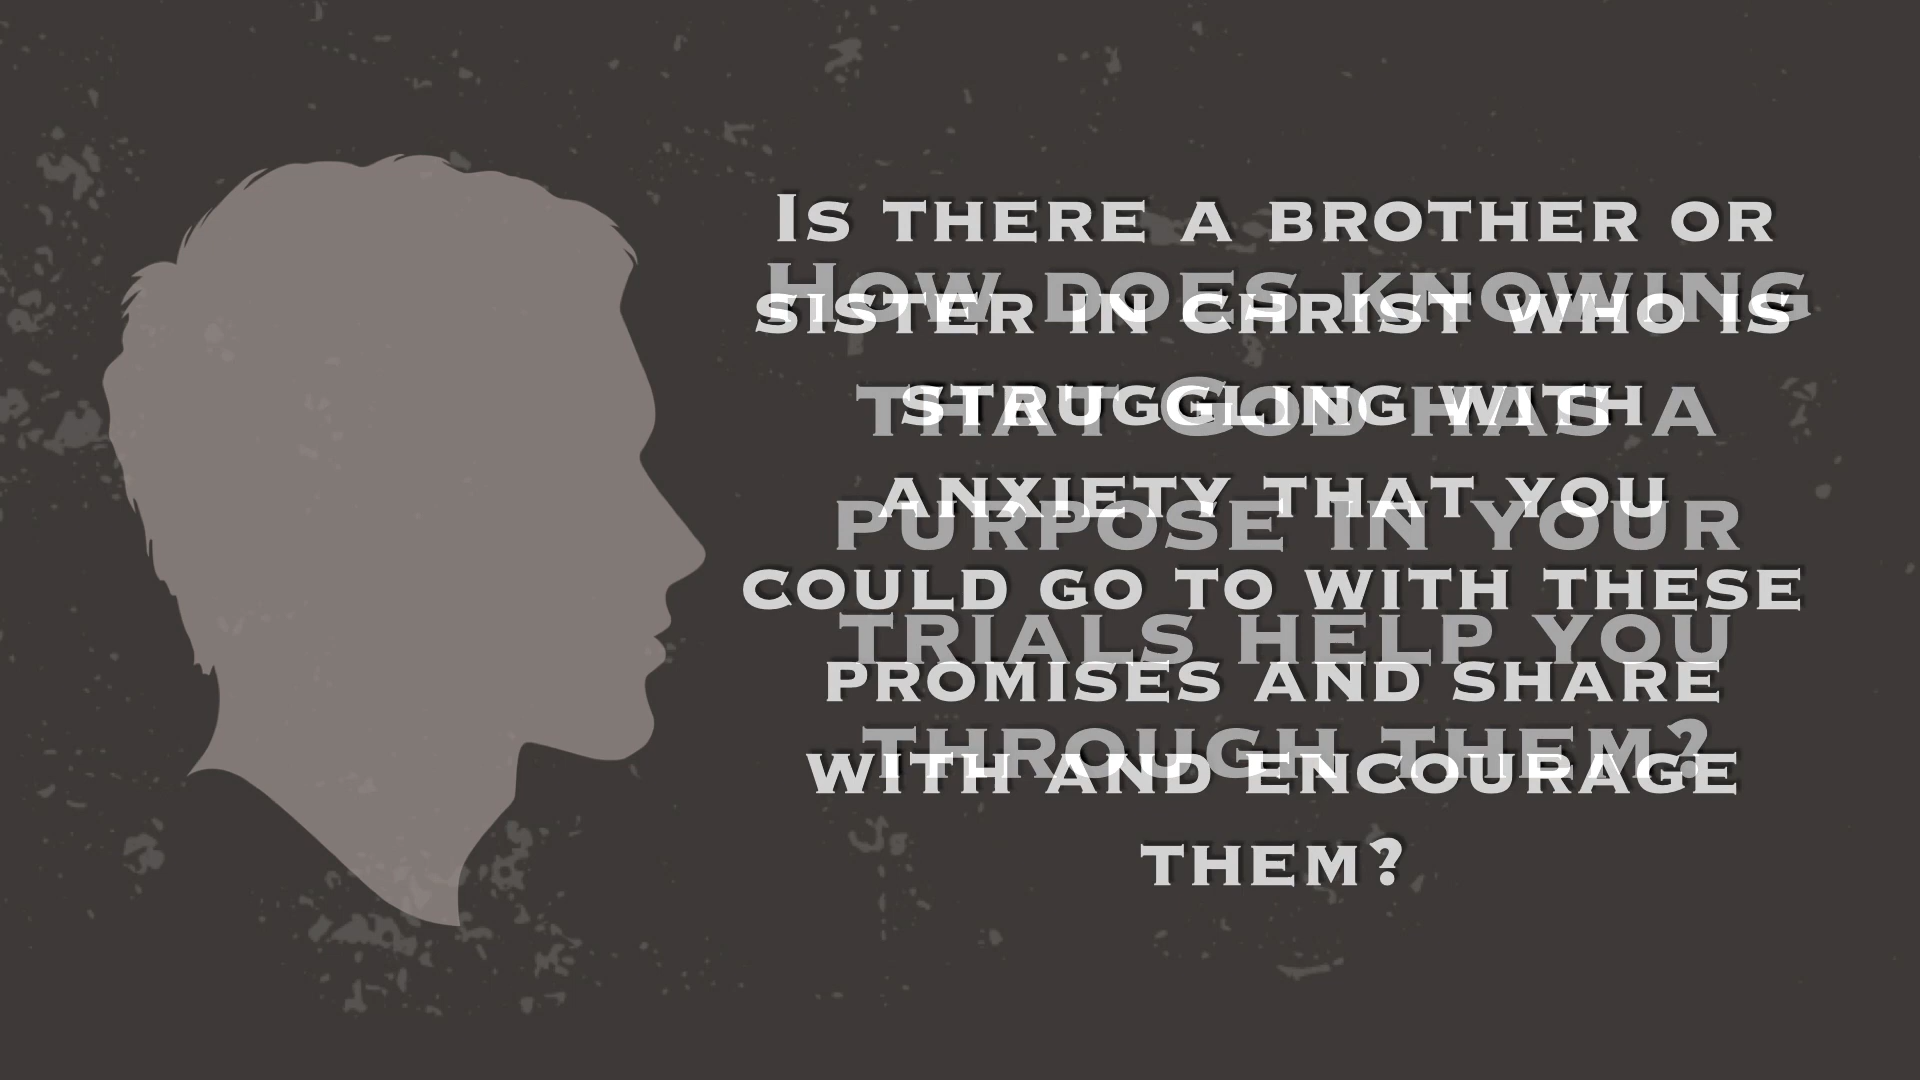 Is there a brother or
sister in Christ who is
struggling with
anxiety that you
could go to with these
promises and share
with and encourage
them?
How does knowing
that God has a
purpose in your
trials help you
through them?